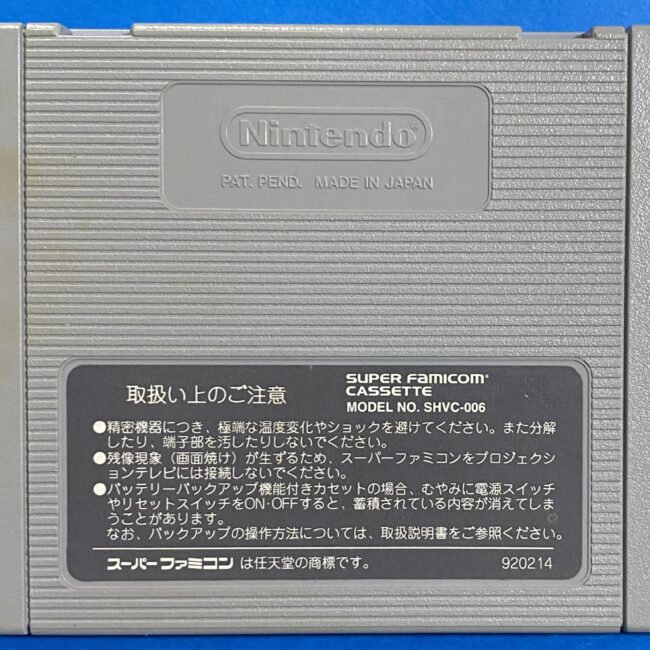 Nintendo®
PAT. PEND. MADE IN JAPAN
取扱い上のご注意
SUPER FAMICOM®
CASSETTE
MODEL NO. SHVC-006
●精密機器につき、極端な温度変化やショックを避けてください。また分解
したり、端子部を汚したりしないでください。
●残像現象（画面焼け）が生ずるため、スーパーファミコンをプロジェクシ
ョンテレビには接続しないでください。
●バッテリーバックアップ機能付きカセットの場合、むやみに電源スイッチ
やリセットスイッチをON・OFFすると、蓄積されている内容が消えてしま
うことがあります。
なお、バックアップの操作方法については、取扱説明書をご参照ください。
スーパーファミコン は任天堂の商標です。 920214